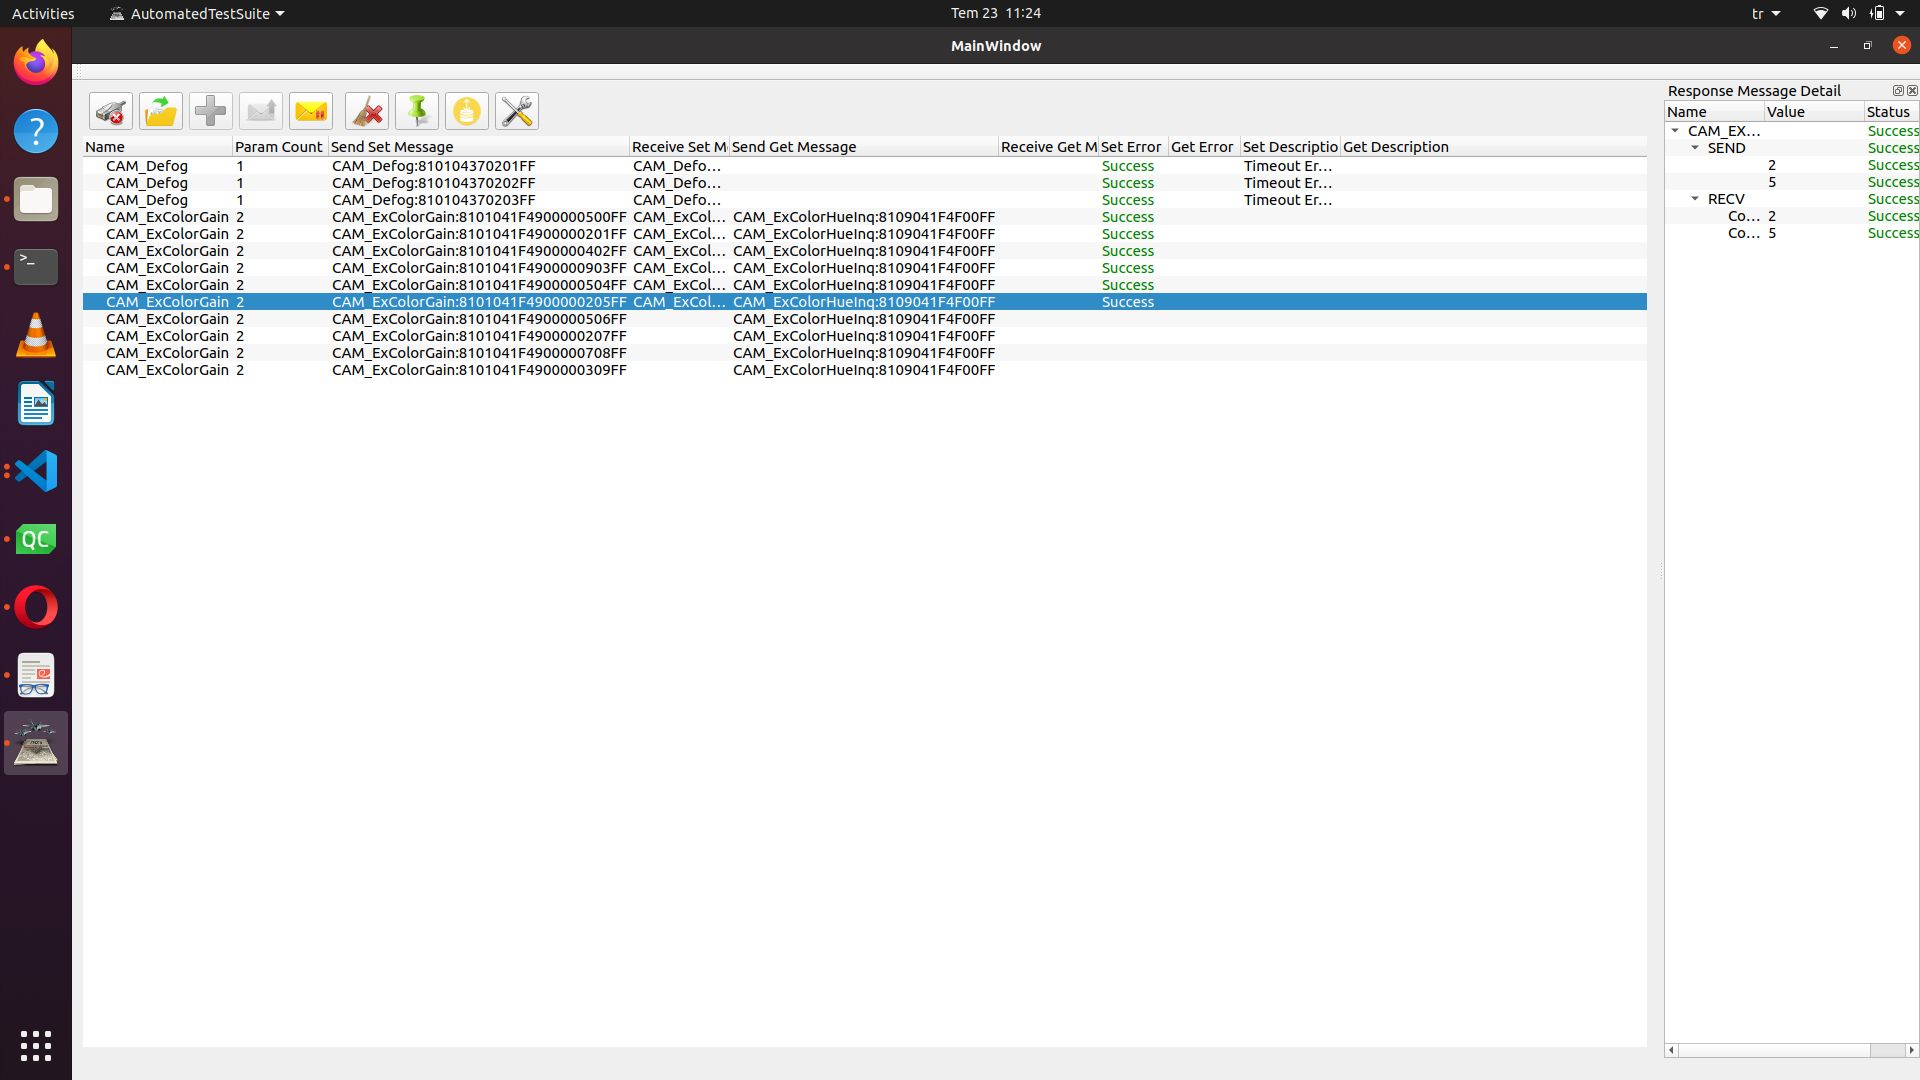 Activities AutomatedTestSuite Tem 23 11:24 tr
MainWindow
Response Message Detail
Name Value Status
CAM_EX... Success
SEND Success
2 Success
5 Success
RECV Success
Co... 2 Success
Co... 5 Success
Name Param Count Send Set Message Receive Set M Send Get Message Receive Get M Set Error Get Error Set Descriptio Get Description
CAM_Defog 1 CAM_Defog:810104370201FF CAM_Defo... Success Timeout Er...
CAM_Defog 1 CAM_Defog:810104370202FF CAM_Defo... Success Timeout Er...
CAM_Defog 1 CAM_Defog:810104370203FF CAM_Defo... Success Timeout Er...
CAM_ExColorGain 2 CAM_ExColorGain:8101041F4900000500FF CAM_ExCol... CAM_ExColorHueInq:8109041F4F00FF Success
CAM_ExColorGain 2 CAM_ExColorGain:8101041F4900000201FF CAM_ExCol... CAM_ExColorHueInq:8109041F4F00FF Success
CAM_ExColorGain 2 CAM_ExColorGain:8101041F4900000402FF CAM_ExCol... CAM_ExColorHueInq:8109041F4F00FF Success
CAM_ExColorGain 2 CAM_ExColorGain:8101041F4900000903FF CAM_ExCol... CAM_ExColorHueInq:8109041F4F00FF Success
CAM_ExColorGain 2 CAM_ExColorGain:8101041F4900000504FF CAM_ExCol... CAM_ExColorHueInq:8109041F4F00FF Success
CAM_ExColorGain 2 CAM_ExColorGain:8101041F4900000205FF CAM_ExCol... CAM_ExColorHueInq:8109041F4F00FF Success
CAM_ExColorGain 2 CAM_ExColorGain:8101041F4900000506FF CAM_ExColorHueInq:8109041F4F00FF
CAM_ExColorGain 2 CAM_ExColorGain:8101041F4900000207FF CAM_ExColorHueInq:8109041F4F00FF
CAM_ExColorGain 2 CAM_ExColorGain:8101041F4900000708FF CAM_ExColorHueInq:8109041F4F00FF
CAM_ExColorGain 2 CAM_ExColorGain:8101041F4900000309FF CAM_ExColorHueInq:8109041F4F00FF
QC